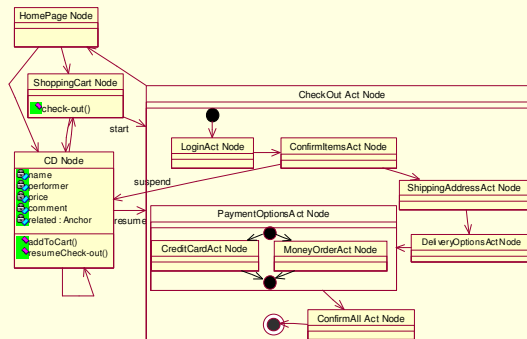 HomePage Node
ShoppingCart Node
check-out()
start
CheckOut Act Node
LoginAct Node
ConfirmItemsAct Node
CD Node
name
performer
price
comment
related : Anchor
addToCart()
resumeCheck-out()
suspend
resume
ShippingAddressAct Node
PaymentOptionsAct Node
DeliveryOptionsActNode
CreditCardAct Node
MoneyOrderAct Node
ConfirmAll Act Node